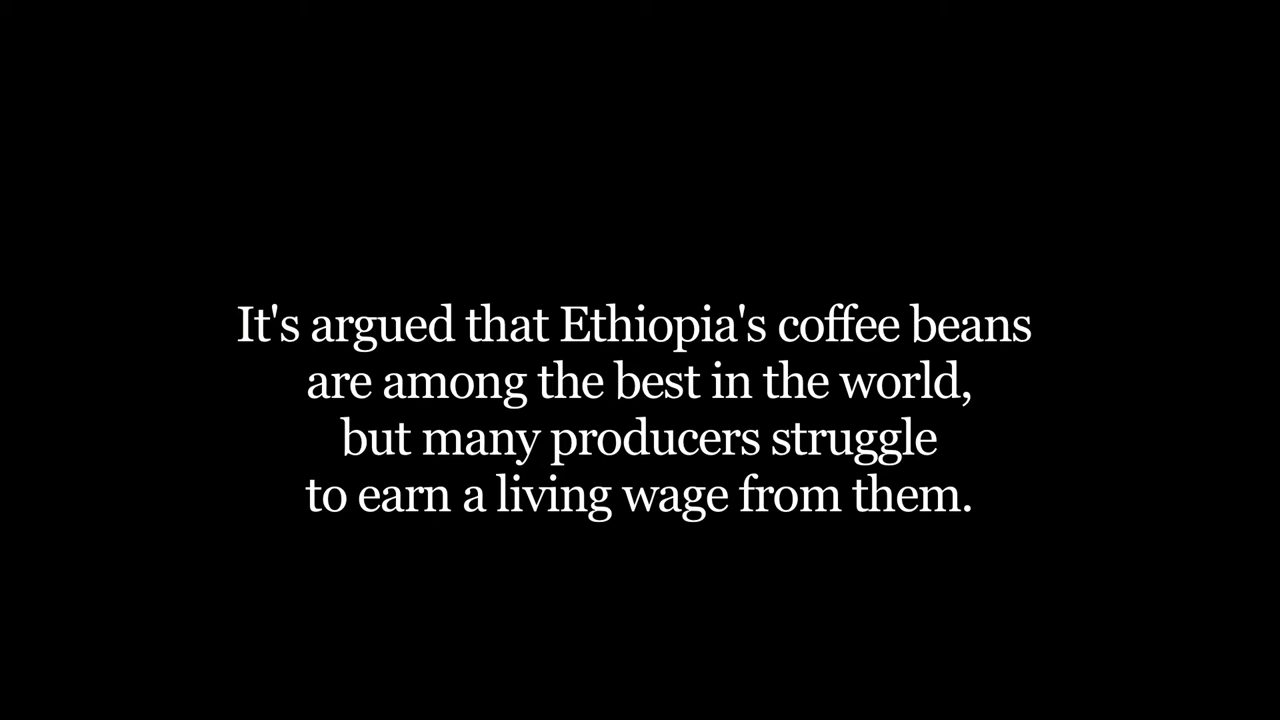 It's argued that Ethiopia's coffee beans
are among the best in the world,
but many producers struggle
to earn a living wage from them.